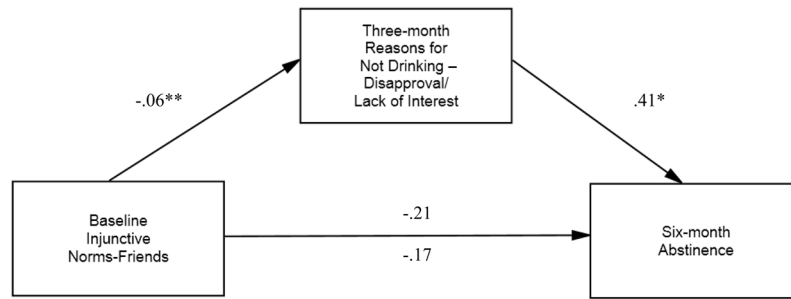 Three-month
Reasons for
Not Drinking –
Disapproval/
Lack of Interest
-.06**
.41*
Baseline
Injunctive
Norms-Friends
-.21
-.17
Six-month
Abstinence